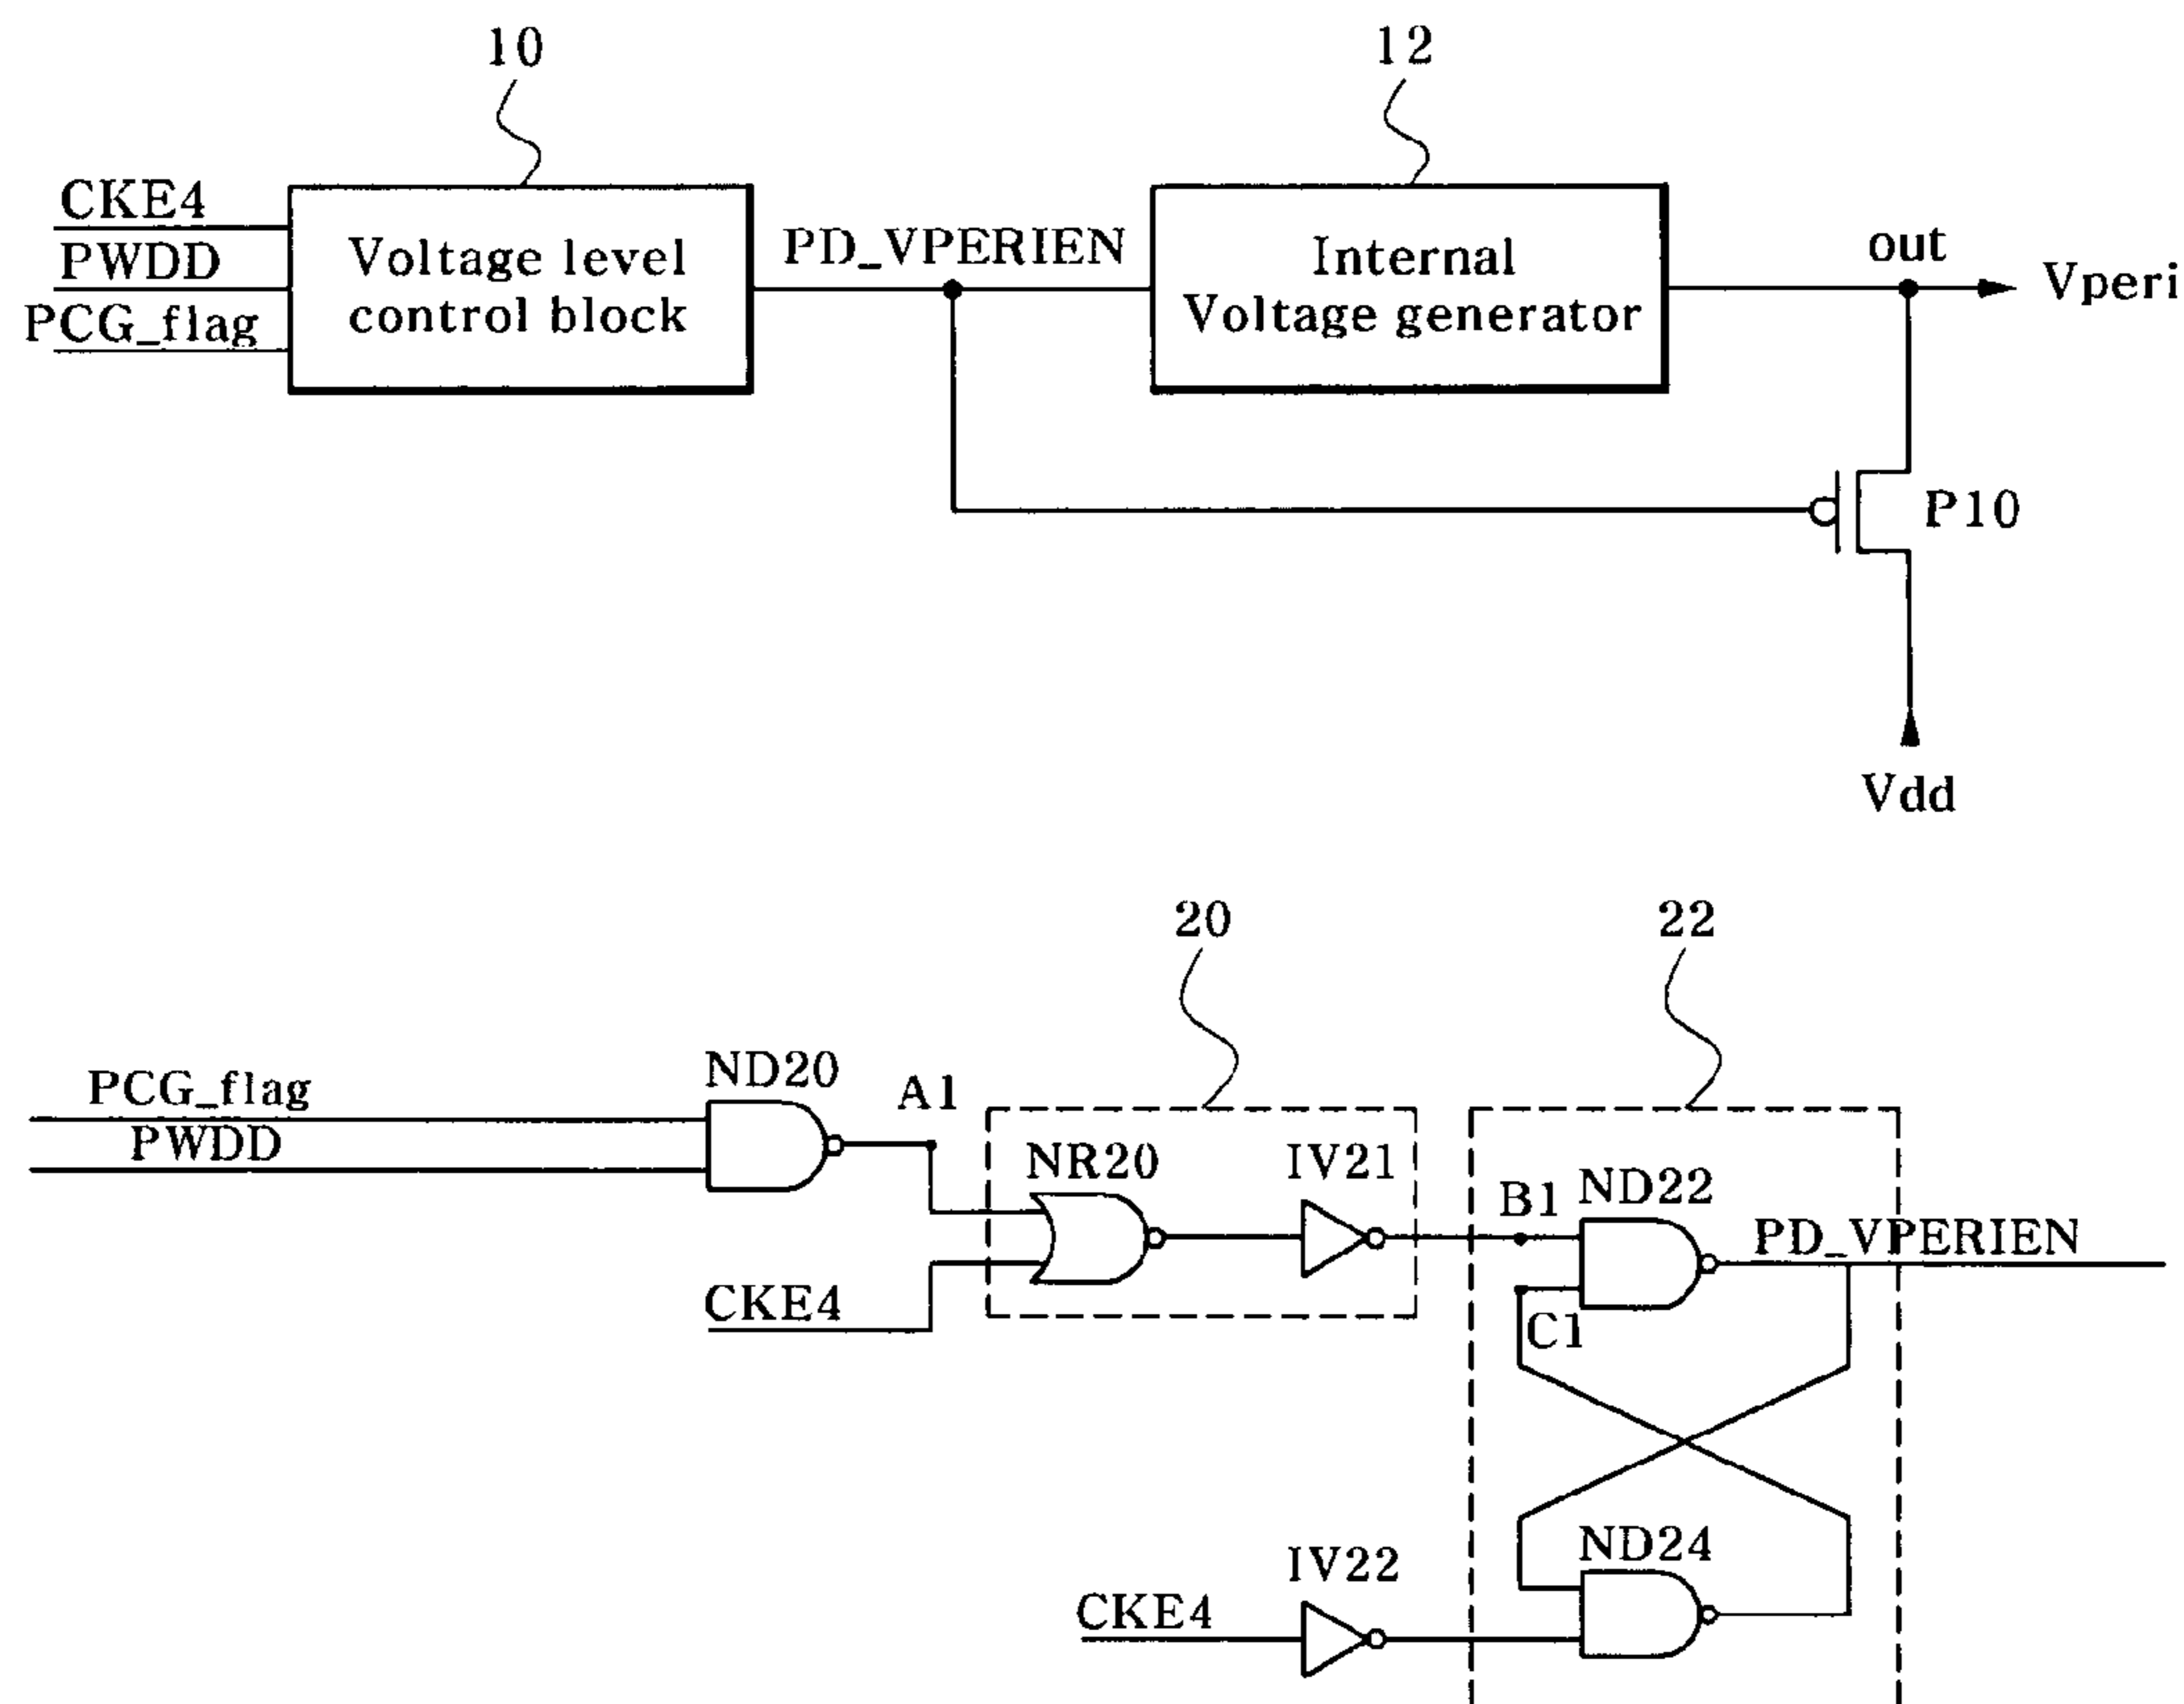 10
12
CKE4
PWDD
PCG_flag
Voltage level
control block
PD_VPERIEN
Internal
Voltage generator
out
Vperi
P10
Vdd
20
22
PCG_flag
PWDD
ND20
A1
NR20
IV21
CKE4
B1
ND22
PD_VPERIEN
C1
ND24
IV22
CKE4